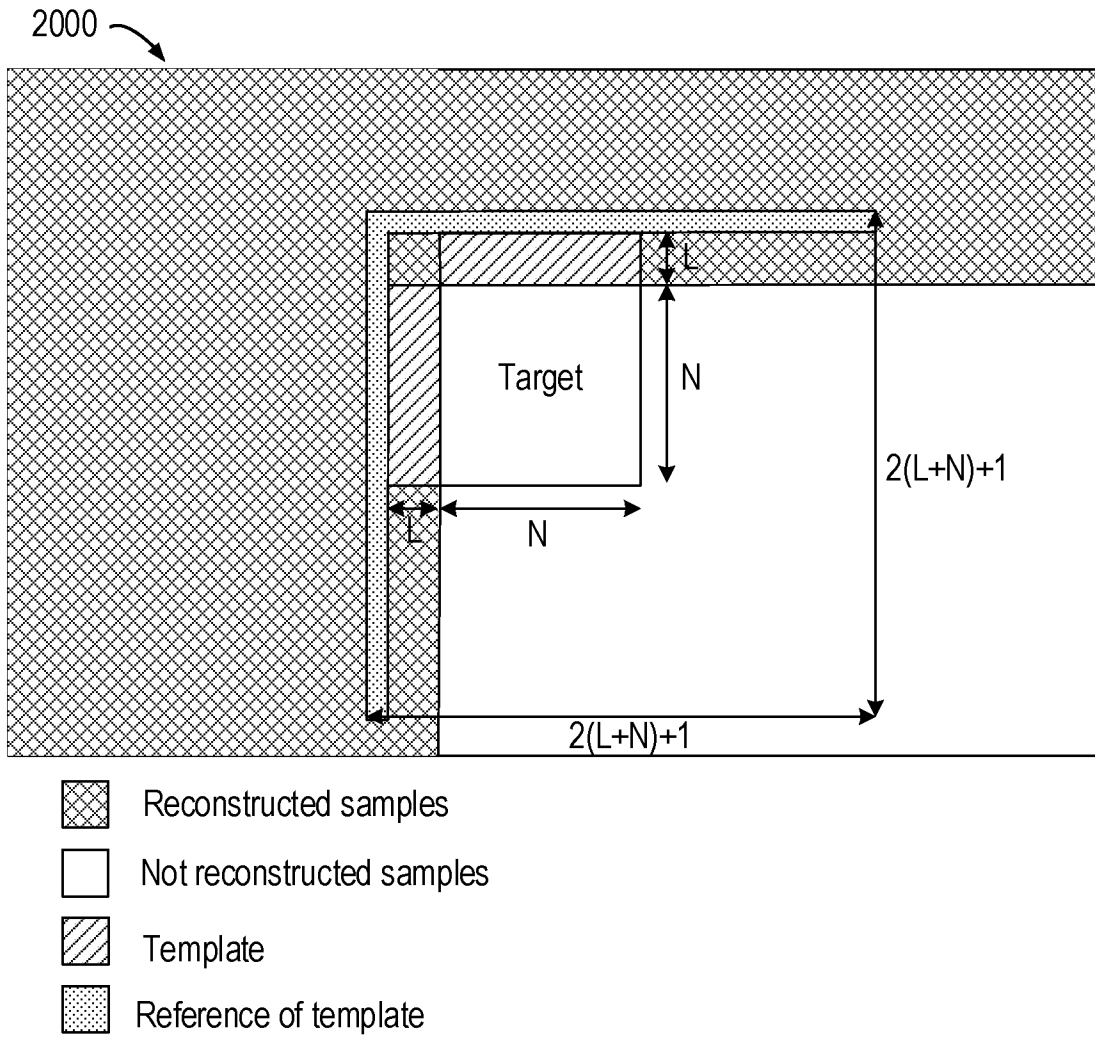 2000
L
Target
N
2(L+N)+1
L
N
2(L+N)+1
Reconstructed samples
Not reconstructed samples
Template
Reference of template